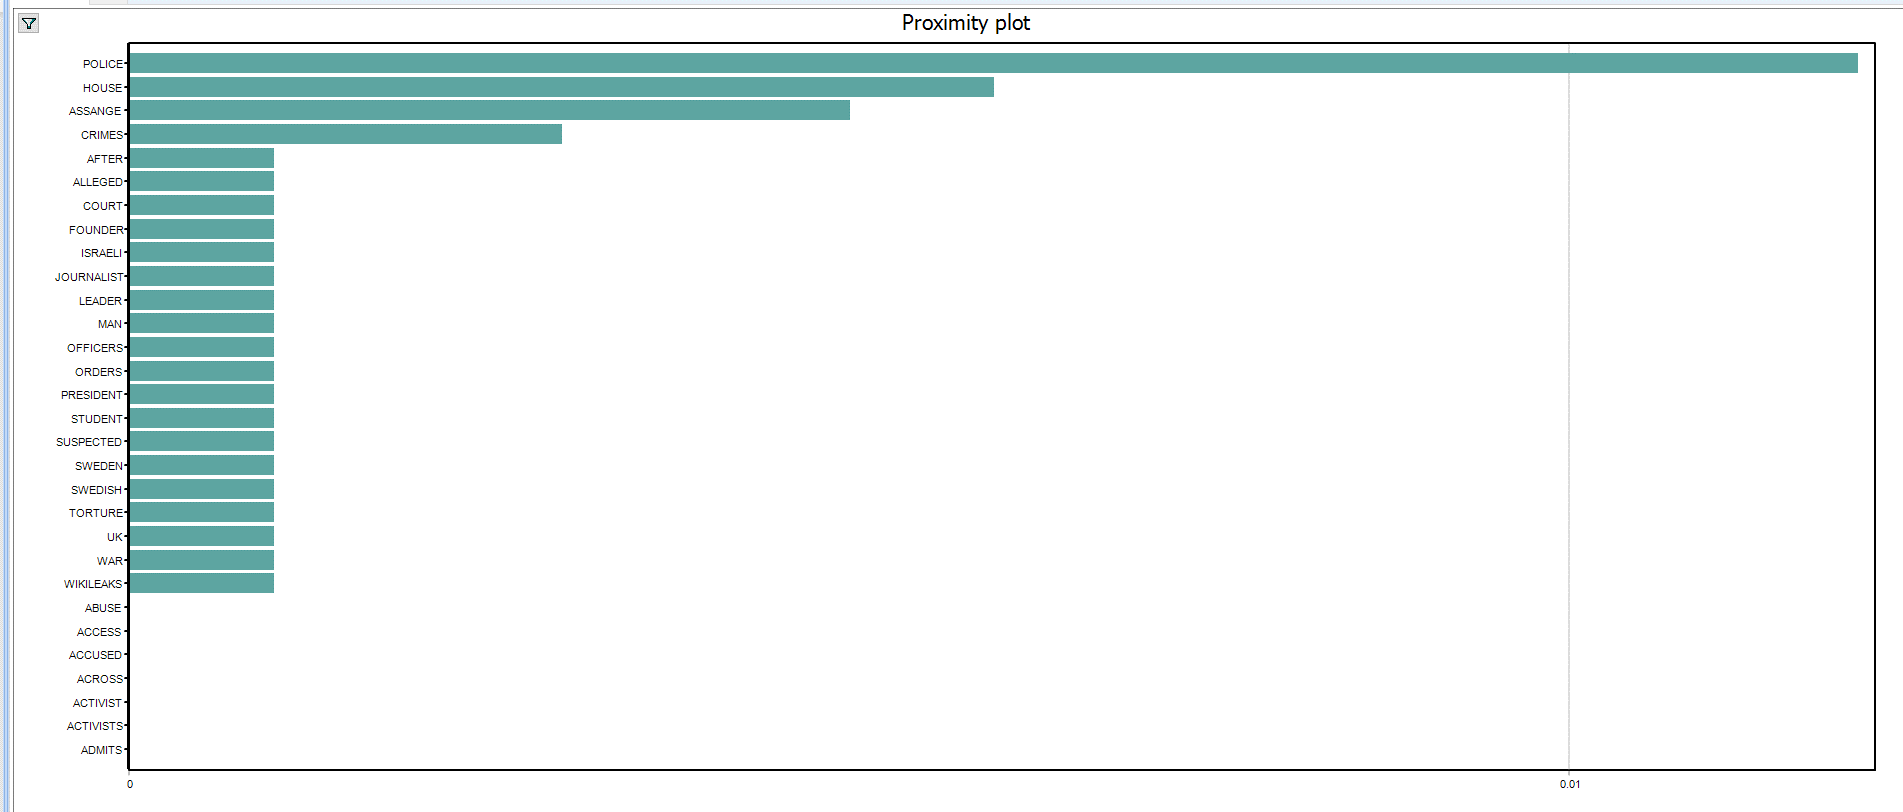 Proximity plot
POLICE
HOUSE
ASSANGE
CRIMES
AFTER
ALLEGED
COURT
FOUNDER
ISRAELI
JOURNALIST
LEADER
MAN
OFFICERS
ORDERS
PRESIDENT
STUDENT
SUSPECTED
SWEDEN
SWEDISH
TORTURE
UK
WAR
WIKILEAKS
ABUSE
ACCESS
ACCUSED
ACROSS
ACTIVIST
ACTIVISTS
ADMITS
0 0.01